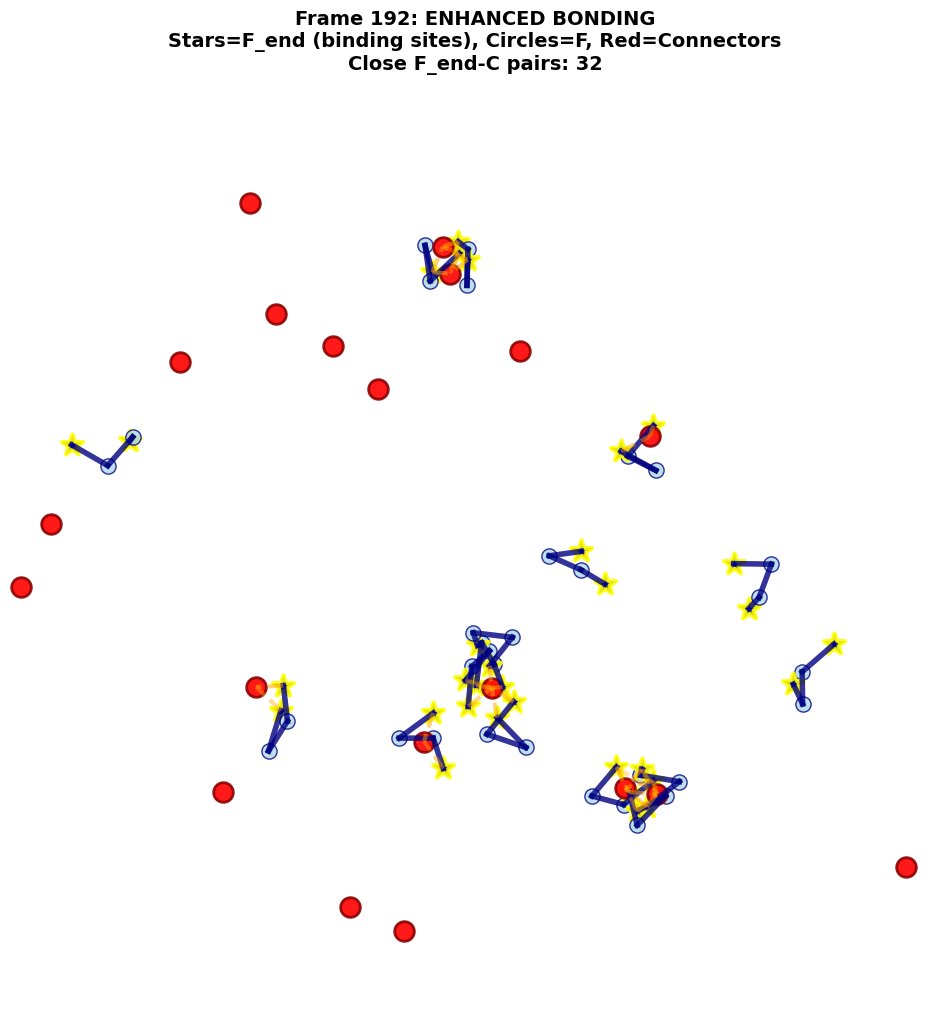 Frame 192: ENHANCED BONDING
Stars=F_end (binding sites), Circles=F, Red=Connectors
Close F_end-C pairs: 32